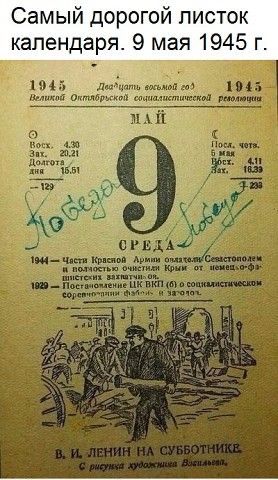 Самый дорогой листок
календаря. 9 мая 1945 г.
1945 Двадцать восьмой год 1945
Великой Октябрьской социалистической революции
МАЙ
Восх. 4.30
Зах. 20.21
Долгота
дня 15.51
Посл. четв.
5 мая
Восх. 4.11
Зах. 16.39
—129
9
238
Победа
Победа
СРЕДА
1944 — Части Красной Армии овладели Севастополем
и полностью очистили Крым от немецко-фа-
шистских захватчиков.
1929 — Постановление ЦК ВКП (б) о социалистическом
соревновании фабрик и заводов.
В. И. ЛЕНИН НА СУББОТНИКЕ.
С рисунка художника Васильева.